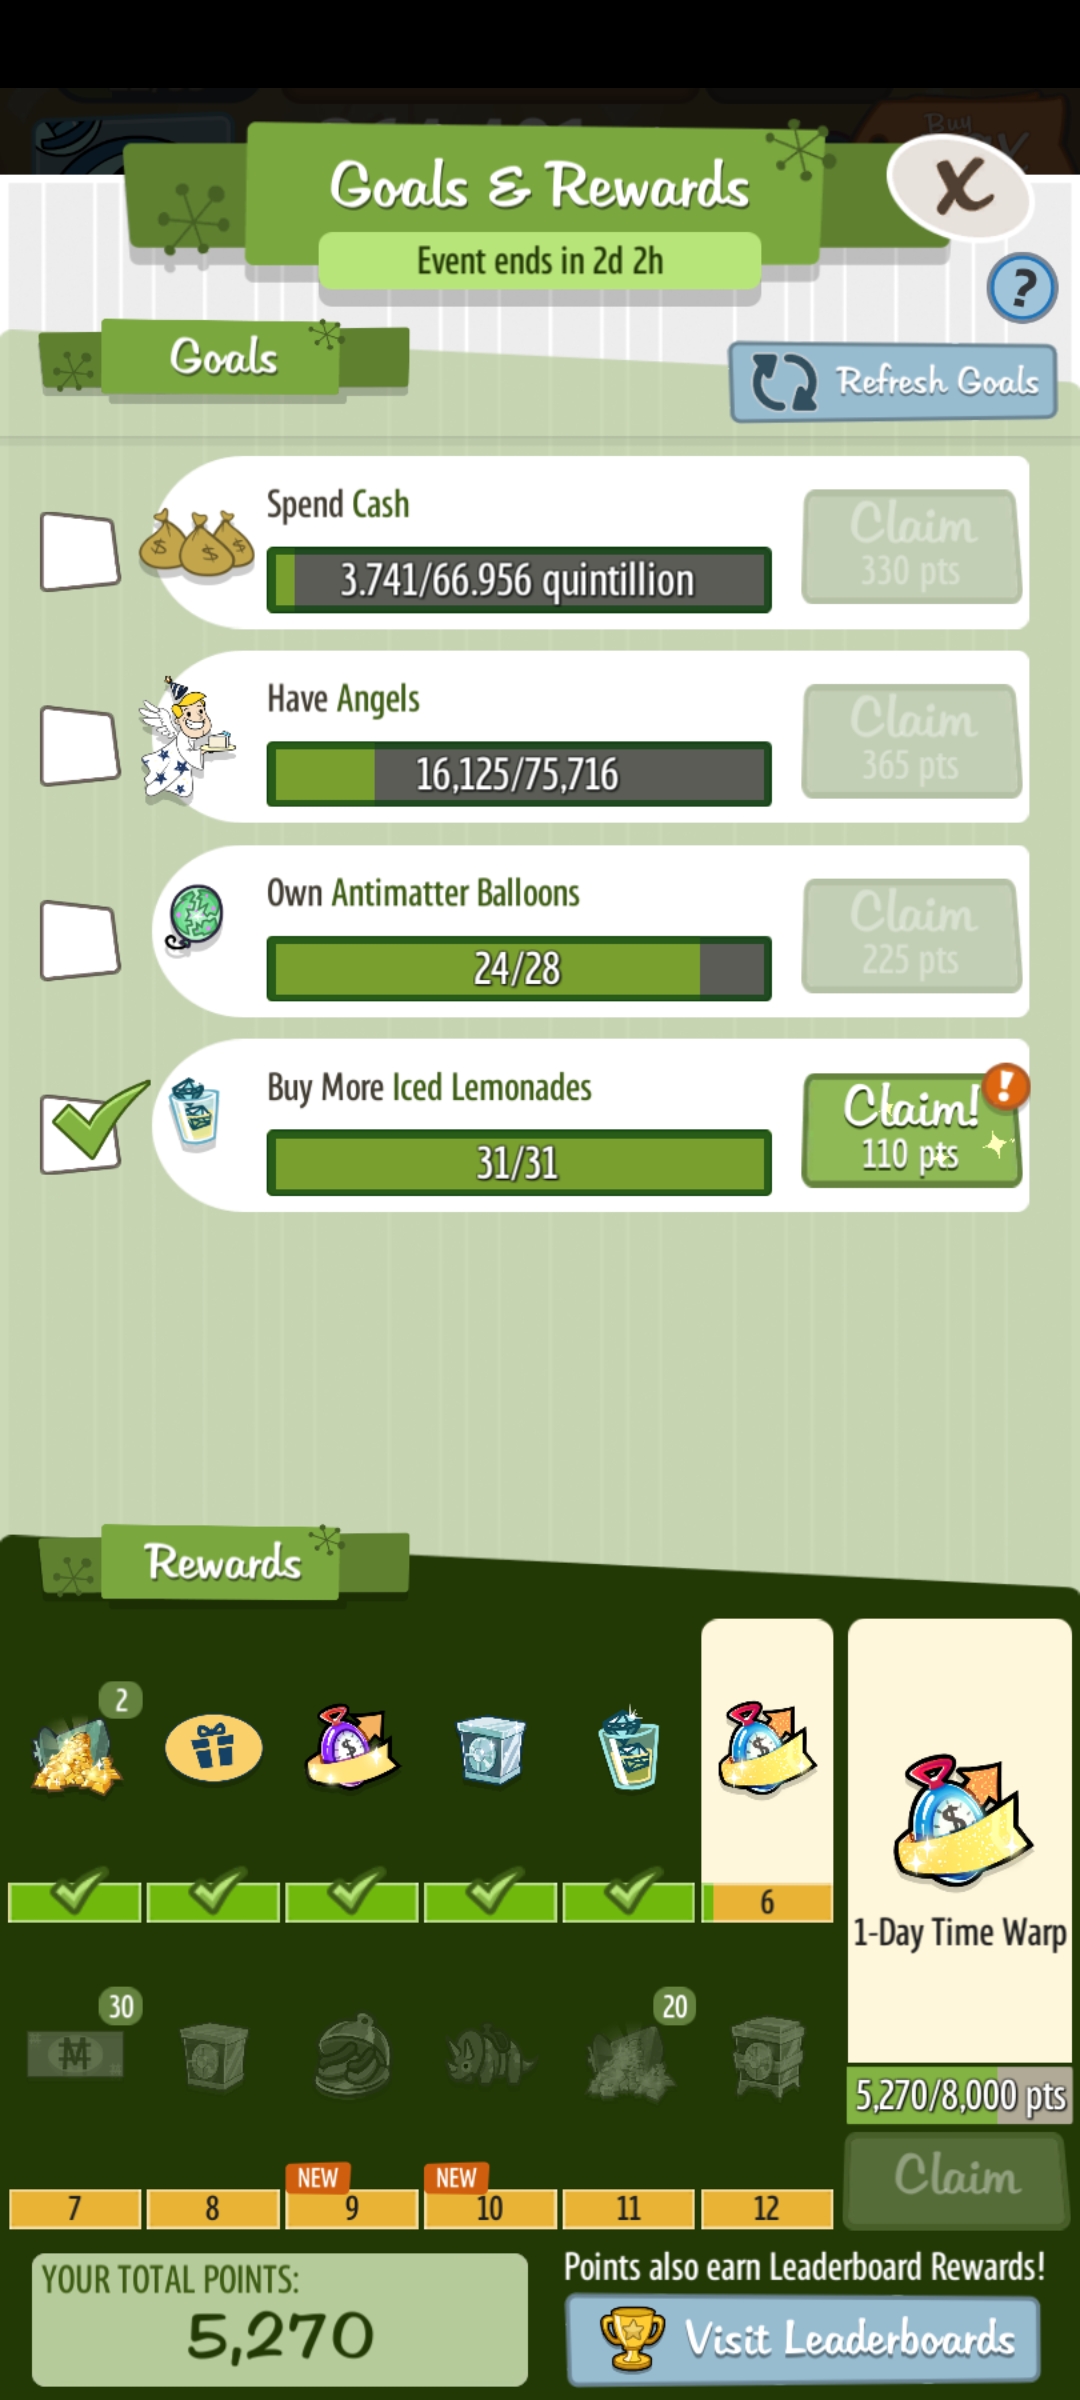 Buy
Goals & Rewards
X
Event ends in 2d 2h
?
Goals
Refresh Goals
Spend Cash
3.741/66.956 quintillion
Claim
330 pts
Have Angels
16,125/75,716
Claim
365 pts
Own Antimatter Balloons
24/28
Claim
225 pts
Buy More Iced Lemonades
31/31
Claim!
110 pts
!
Rewards
2
6
1-Day Time Warp
30
20
5,270/8,000 pts
NEW
NEW
7
8
9
10
11
12
Claim
YOUR TOTAL POINTS:
5,270
Points also earn Leaderboard Rewards!
Visit Leaderboards